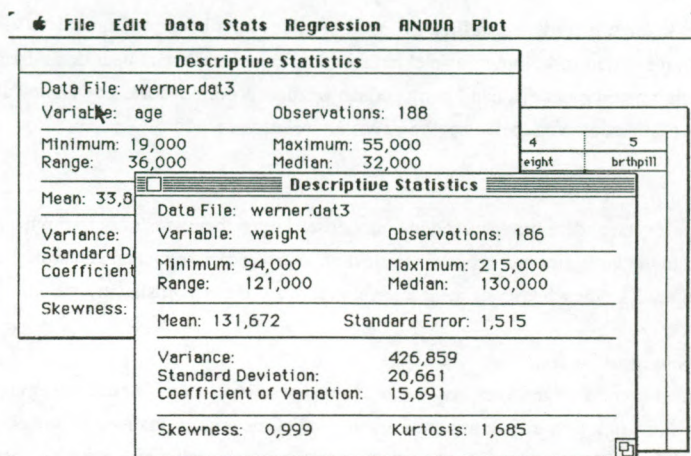 File Edit Data Stats Regression ANOVA Plot
Descriptive Statistics
Data File: werner.dat3
Variable: age Observations: 188
Minimum: 19,000 Maximum: 55,000
Range: 36,000 Median: 32,000
Mean: 33,8
Variance:
Standard D
Coefficient
Skewness:
4 5
eight brthpill
Descriptive Statistics
Data File: werner.dat3
Variable: weight Observations: 186
Minimum: 94,000 Maximum: 215,000
Range: 121,000 Median: 130,000
Mean: 131,672 Standard Error: 1,515
Variance: 426,859
Standard Deviation: 20,661
Coefficient of Variation: 15,691
Skewness: 0,999 Kurtosis: 1,685